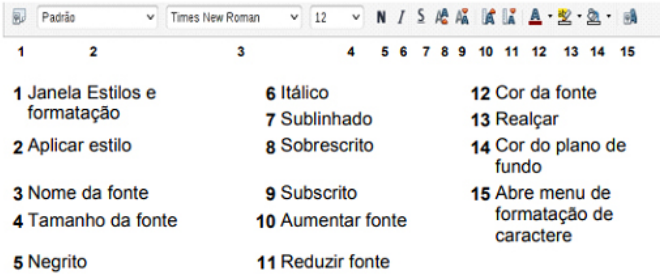 Padrão Times New Roman 12 N I S
1 2 3 4 5 6 7 8 9 10 11 12 13 14 15
1 Janela Estilos e
formatação
2 Aplicar estilo
3 Nome da fonte
4 Tamanho da fonte
5 Negrito
6 Itálico
7 Sublinhado
8 Sobrescrito
9 Subscrito
10 Aumentar fonte
11 Reduzir fonte
12 Cor da fonte
13 Realçar
14 Cor do plano de
fundo
15 Abre menu de
formatação de
caractere